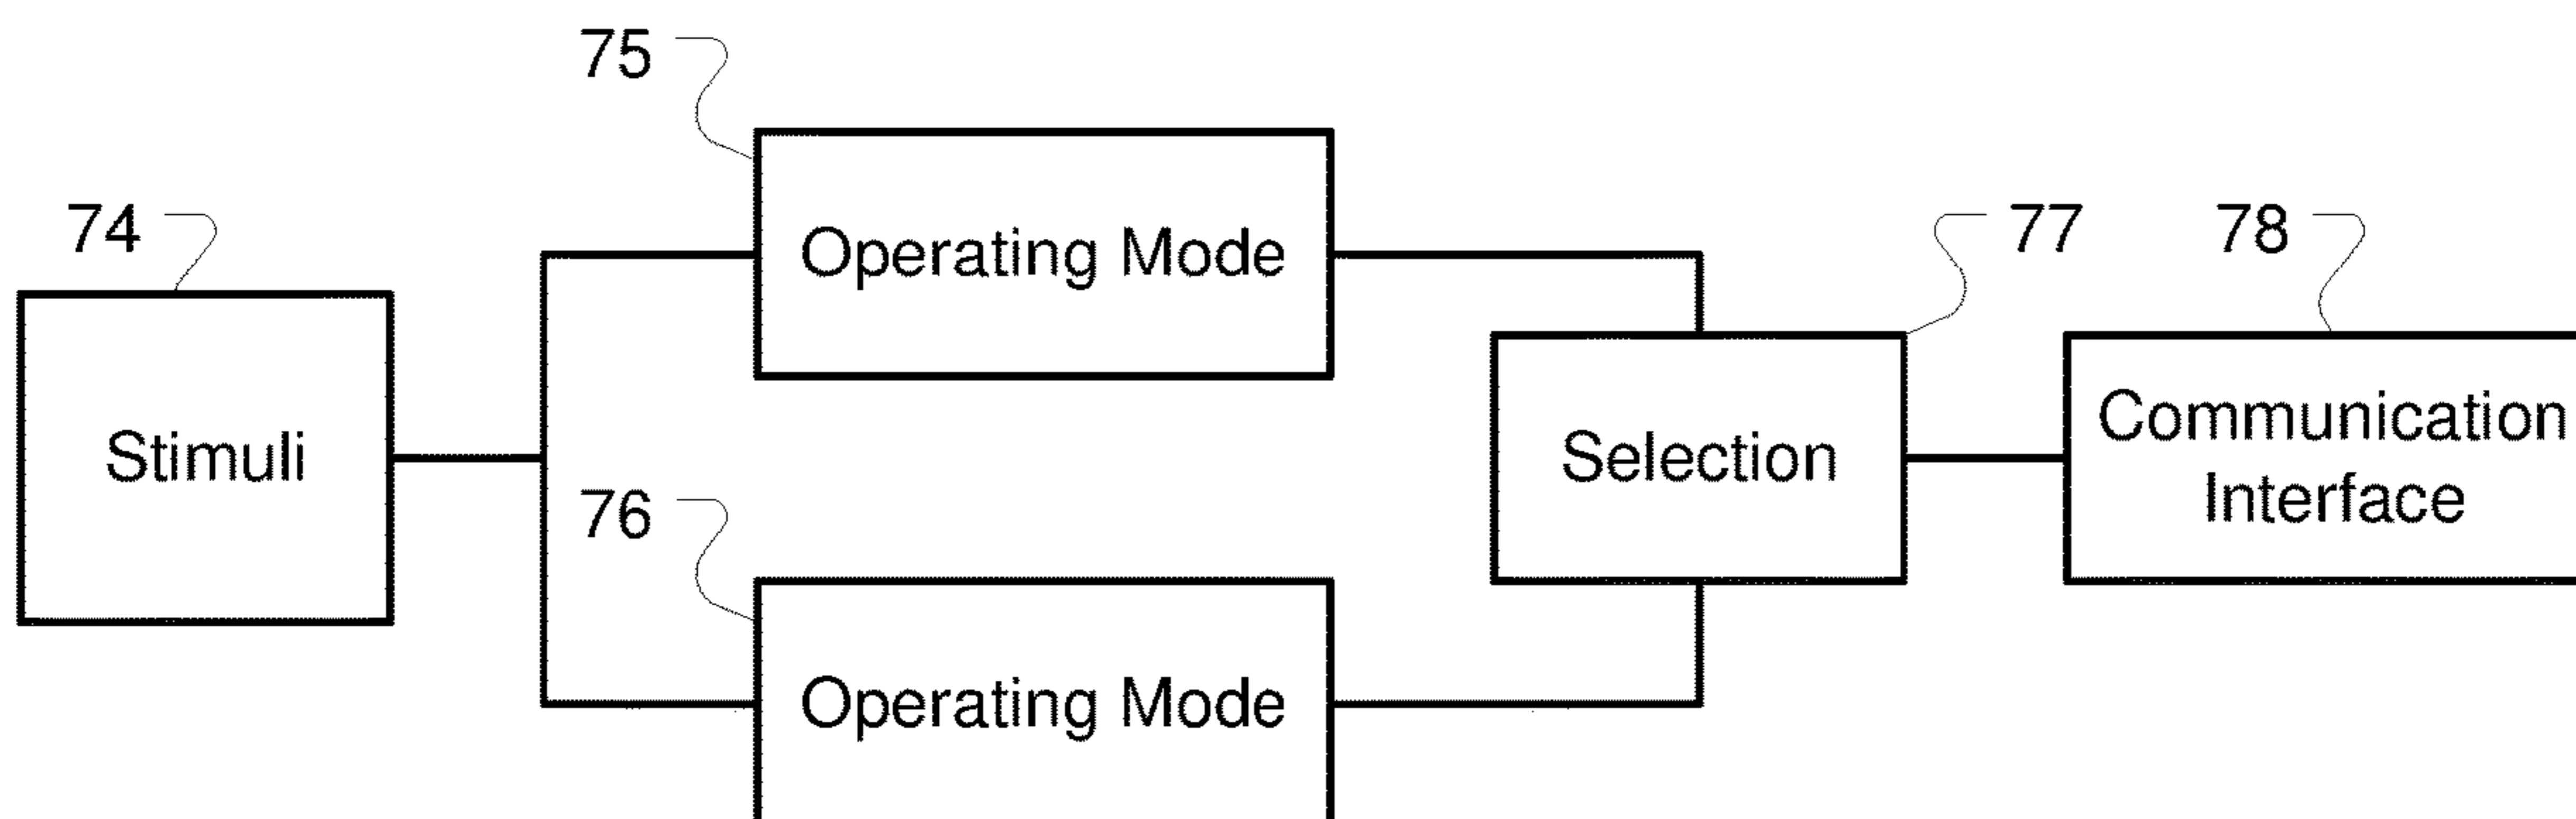 75
Operating Mode
74
77
78
Stimuli
Selection
Communication
Interface
76
Operating Mode